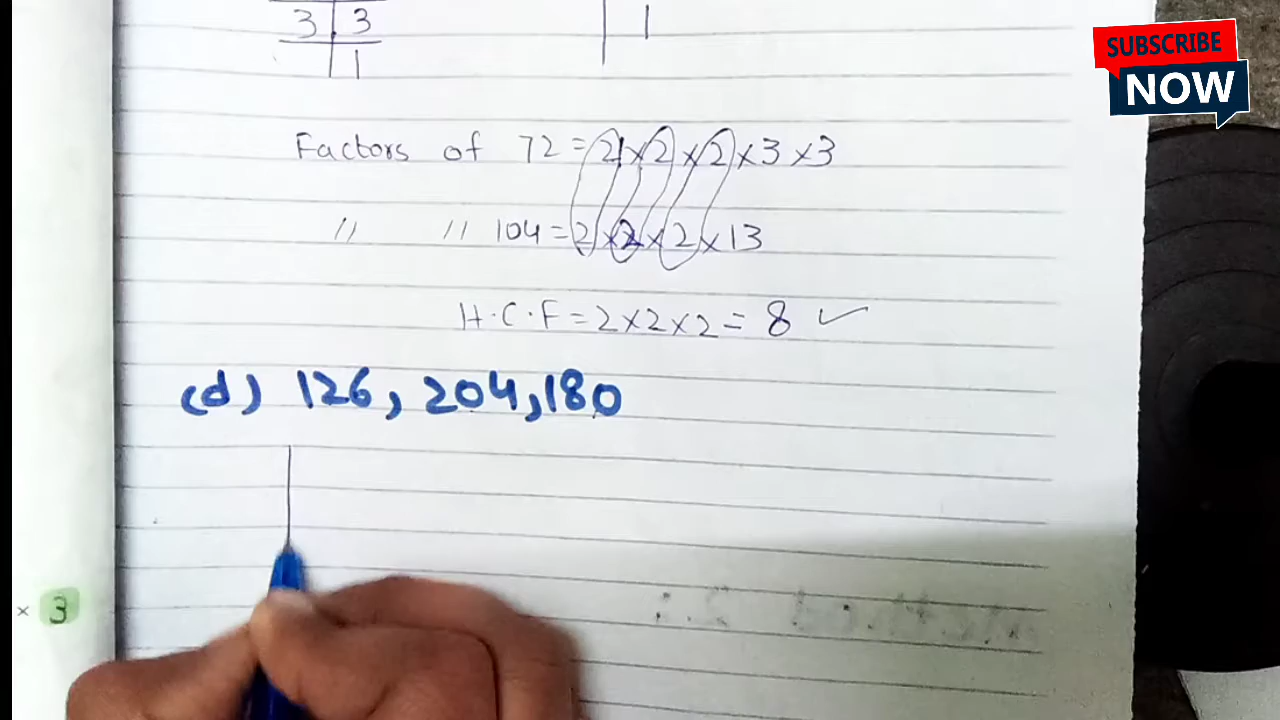 3 3 1
1
SUBSCRIBE
NOW
Factors of 72 = 2 × 2 × 2 × 3 × 3
〃 〃 104 = 2 × 2 × 2 × 13
H.C.F = 2×2×2 = 8 ✓
(d) 126, 204, 180
× 3